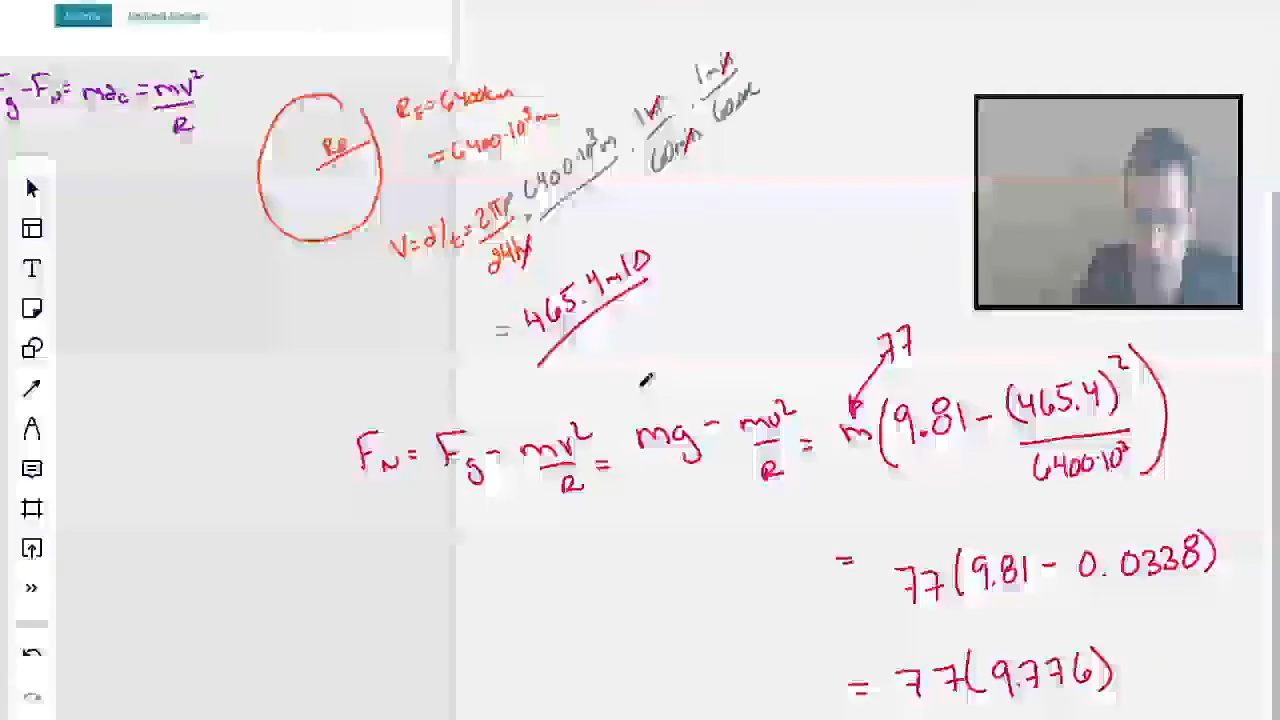 Fg - FN = mac = mv²/R
RE
RE = 6400km
= 6400·10³m
V = d/t = 2πr/24hr · 6400·10³m · 1hr/60min · 1min/60sec
= 465.4 m/s
77
FN = Fg - mv²/R = mg - mv²/R = m(9.81 - (465.4)²/6400·10³)
= 77(9.81 - 0.0338)
= 77(9.776)